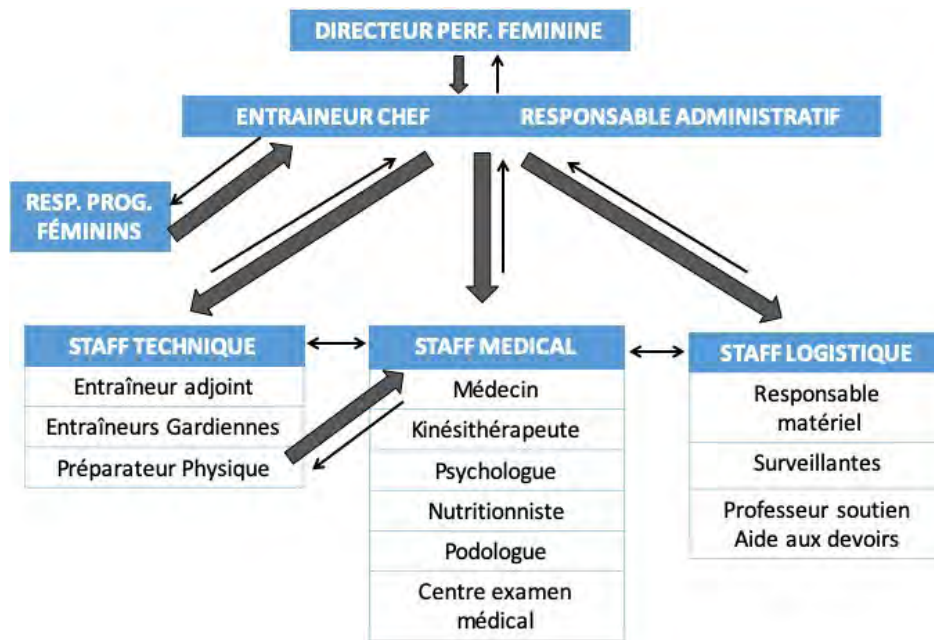 DIRECTEUR PERF. FEMININE
ENTRAINEUR CHEF
RESPONSABLE ADMINISTRATIF
RESP. PROG.
FÉMININS
STAFF TECHNIQUE
Entraîneur adjoint
Entraîneurs Gardiennes
Préparateur Physique
STAFF MEDICAL
Médecin
Kinésithérapeute
Psychologue
Nutritionniste
Podologue
Centre examen
médical
STAFF LOGISTIQUE
Responsable
matériel
Surveillantes
Professeur soutien
Aide aux devoirs